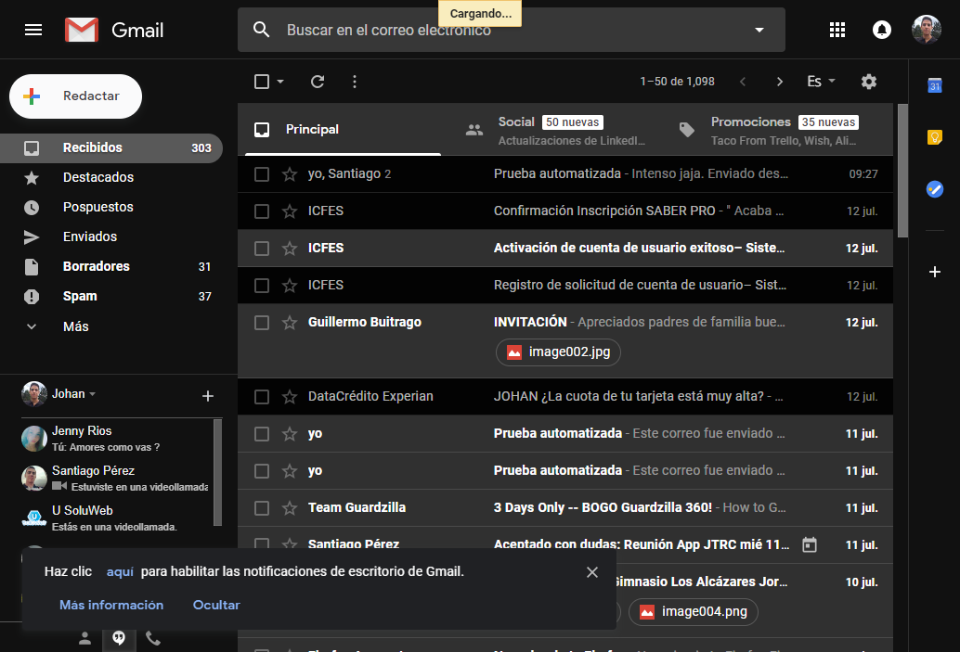 Cargando...
Gmail
Buscar en el correo electrónico
Redactar
1–50 de 1,098
Es
Recibidos 303
Destacados
Pospuestos
Enviados
Borradores 31
Spam 37
Más
Johan
Jenny Rios
Tú: Amores como vas ?
Santiago Pérez
Estuviste en una videollamada
U SoluWeb
Estás en una videollamada.
Principal
Social 50 nuevas
Actualizaciones de LinkedI…
Promociones 35 nuevas
Taco From Trello, Wish, Ali…
yo, Santiago 2 Prueba automatizada - Intenso jaja. Enviado des… 09:27
ICFES Confirmación Inscripción SABER PRO - " Acaba … 12 jul.
ICFES Activación de cuenta de usuario exitoso– Siste… 12 jul.
ICFES Registro de solicitud de cuenta de usuario– Sist… 12 jul.
Guillermo Buitrago INVITACIÓN - Apreciados padres de familia bue… 12 jul.
image002.jpg
DataCrédito Experian JOHAN ¿La cuota de tu tarjeta está muy alta? - … 12 jul.
yo Prueba automatizada - Este correo fue enviado … 11 jul.
yo Prueba automatizada - Este correo fue enviado … 11 jul.
Team Guardzilla 3 Days Only -- BOGO Guardzilla 360! - How to G… 11 jul.
Santiago Pérez Aceptado con dudas: Reunión App JTRC mié 11… 11 jul.
Gimnasio Los Alcázares Jor… 10 jul.
image004.png
Haz clic aquí para habilitar las notificaciones de escritorio de Gmail.
Más información Ocultar
31